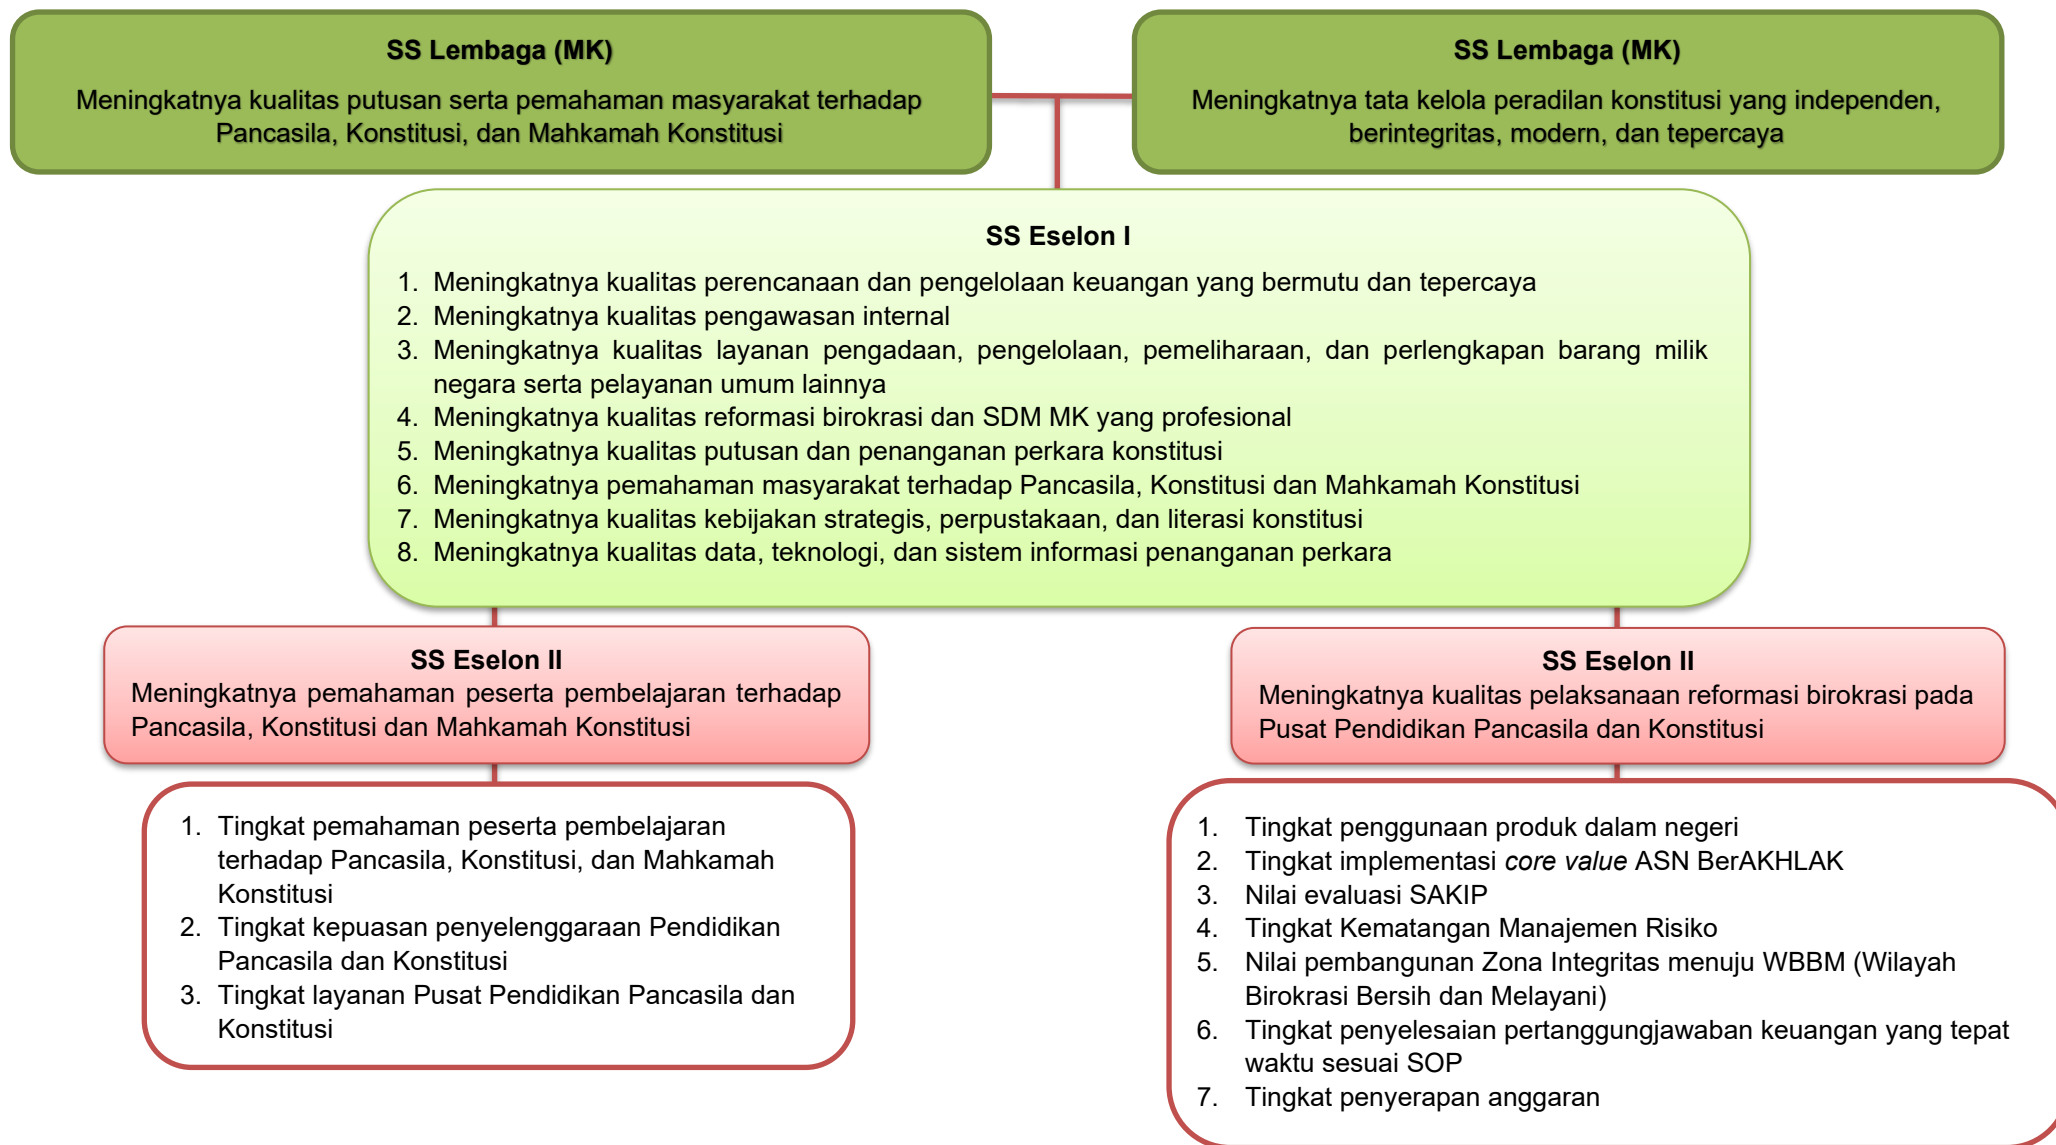 SS Lembaga (MK)
Meningkatnya kualitas putusan serta pemahaman masyarakat terhadap
Pancasila, Konstitusi, dan Mahkamah Konstitusi
SS Lembaga (MK)
Meningkatnya tata kelola peradilan konstitusi yang independen,
berintegritas, modern, dan tepercaya
SS Eselon I
1. Meningkatnya kualitas perencanaan dan pengelolaan keuangan yang bermutu dan tepercaya
2. Meningkatnya kualitas pengawasan internal
3. Meningkatnya kualitas layanan pengadaan, pengelolaan, pemeliharaan, dan perlengkapan barang milik
negara serta pelayanan umum lainnya
4. Meningkatnya kualitas reformasi birokrasi dan SDM MK yang profesional
5. Meningkatnya kualitas putusan dan penanganan perkara konstitusi
6. Meningkatnya pemahaman masyarakat terhadap Pancasila, Konstitusi dan Mahkamah Konstitusi
7. Meningkatnya kualitas kebijakan strategis, perpustakaan, dan literasi konstitusi
8. Meningkatnya kualitas data, teknologi, dan sistem informasi penanganan perkara
SS Eselon II
Meningkatnya pemahaman peserta pembelajaran terhadap
Pancasila, Konstitusi dan Mahkamah Konstitusi
1. Tingkat pemahaman peserta pembelajaran
terhadap Pancasila, Konstitusi, dan Mahkamah
Konstitusi
2. Tingkat kepuasan penyelenggaraan Pendidikan
Pancasila dan Konstitusi
3. Tingkat layanan Pusat Pendidikan Pancasila dan
Konstitusi
SS Eselon II
Meningkatnya kualitas pelaksanaan reformasi birokrasi pada
Pusat Pendidikan Pancasila dan Konstitusi
1. Tingkat penggunaan produk dalam negeri
2. Tingkat implementasi core value ASN BerAKHLAK
3. Nilai evaluasi SAKIP
4. Tingkat Kematangan Manajemen Risiko
5. Nilai pembangunan Zona Integritas menuju WBBM (Wilayah
Birokrasi Bersih dan Melayani)
6. Tingkat penyelesaian pertanggungjawaban keuangan yang tepat
waktu sesuai SOP
7. Tingkat penyerapan anggaran